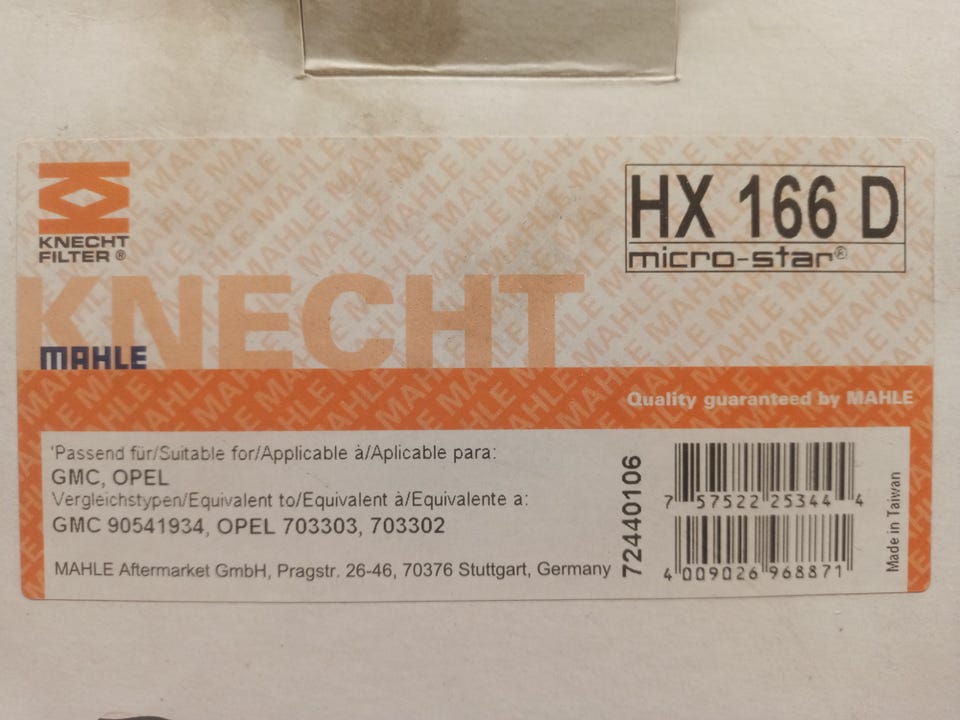 KNECHT
FILTER ®
HX 166 D
micro-star®
KNECHT
MAHLE
Quality guaranteed by MAHLE
'Passend für/Suitable for/Applicable à/Aplicable para:
GMC, OPEL
Vergleichstypen/Equivalent to/Equivalent à/Equivalente a:
GMC 90541934, OPEL 703303, 703302
MAHLE Aftermarket GmbH, Pragstr. 26-46, 70376 Stuttgart, Germany
72440106
7 57522 25344 4
4 009026 968871
Made in Taiwan